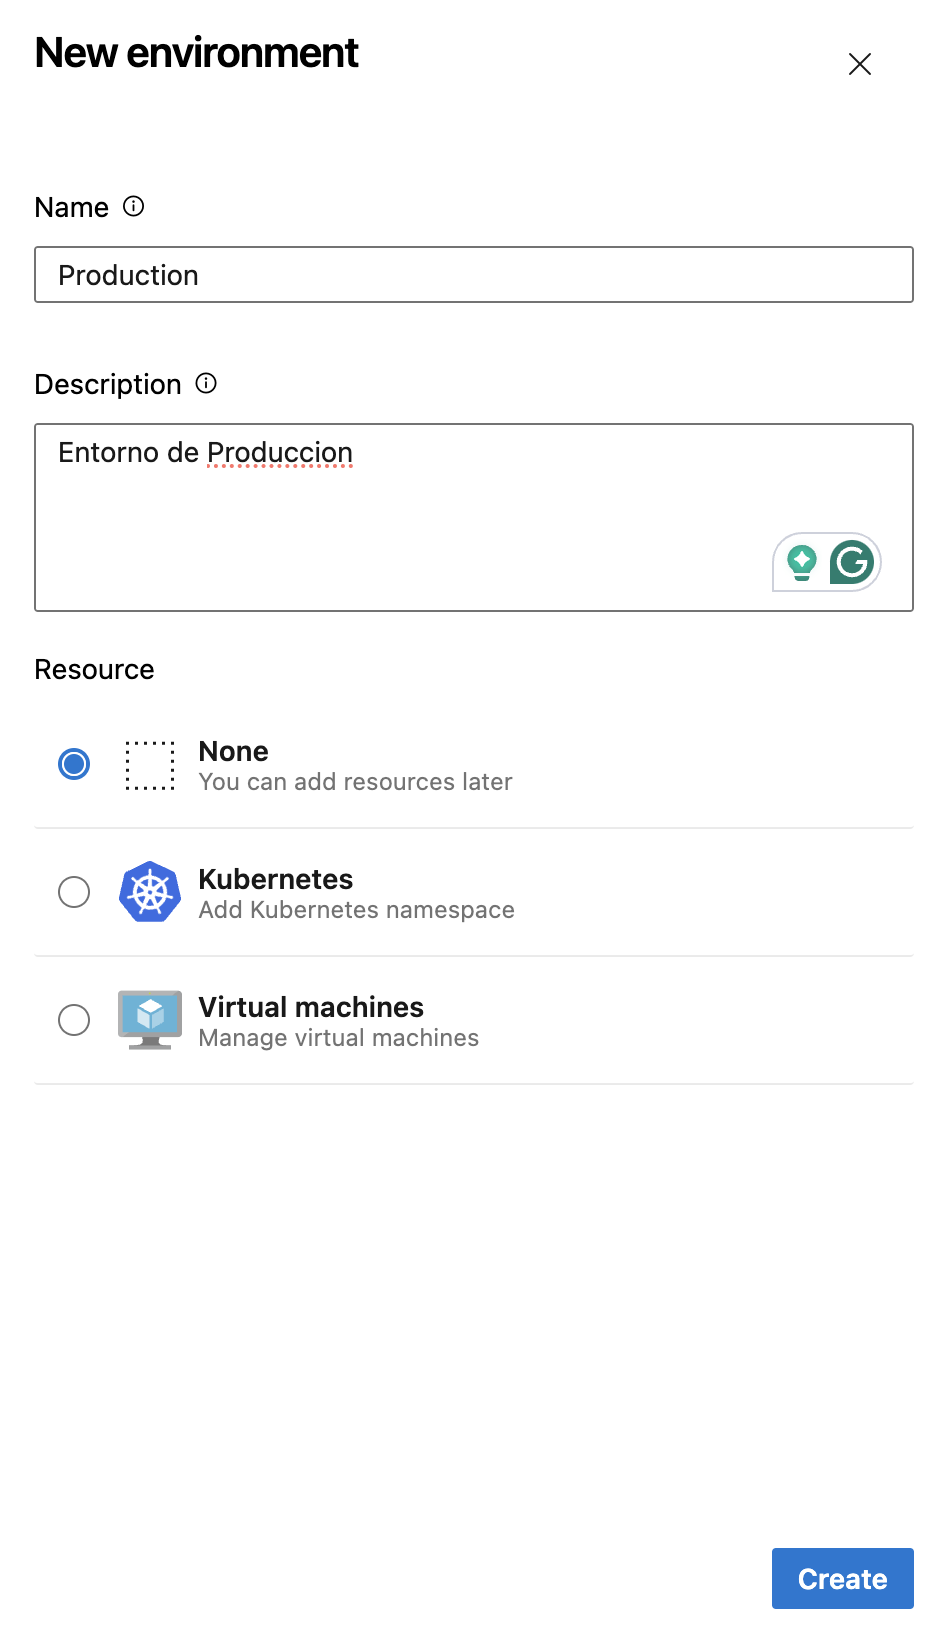 New environment
Name
Production
Description
Entorno de Produccion
Resource
None
You can add resources later
Kubernetes
Add Kubernetes namespace
Virtual machines
Manage virtual machines
Create